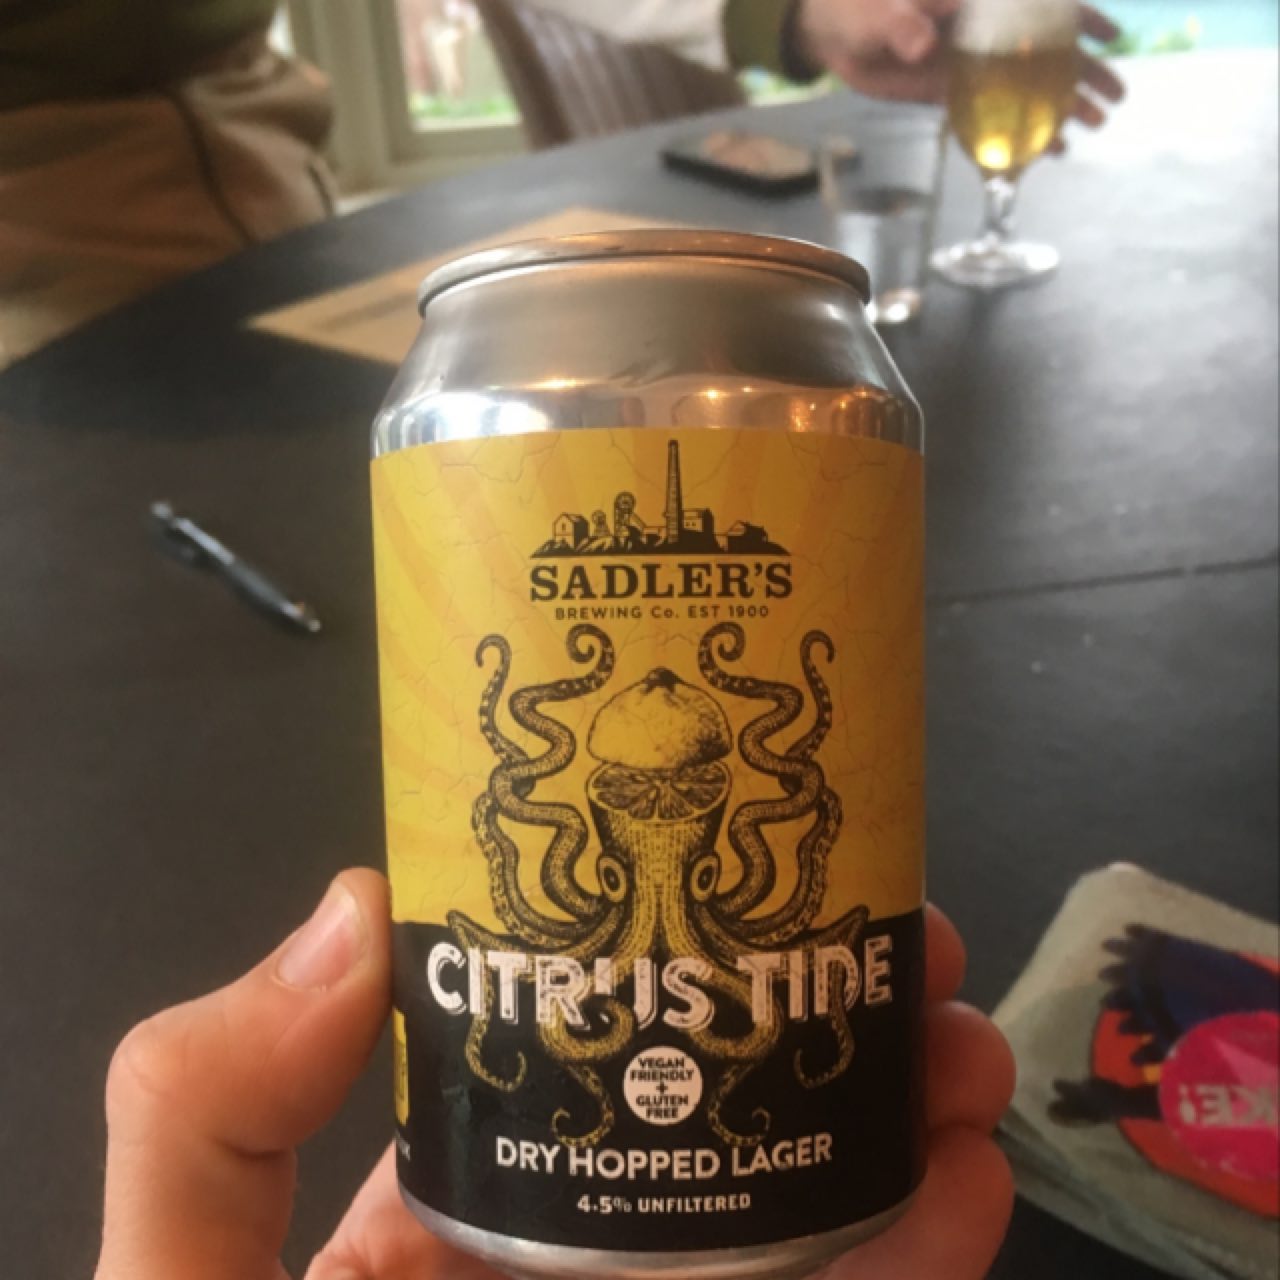 SADLER'S
BREWING Co. EST 1900
CITRUS TIDE
VEGAN
FRIENDLY
+
GLUTEN
FREE
DRY HOPPED LAGER
4.5% UNFILTERED